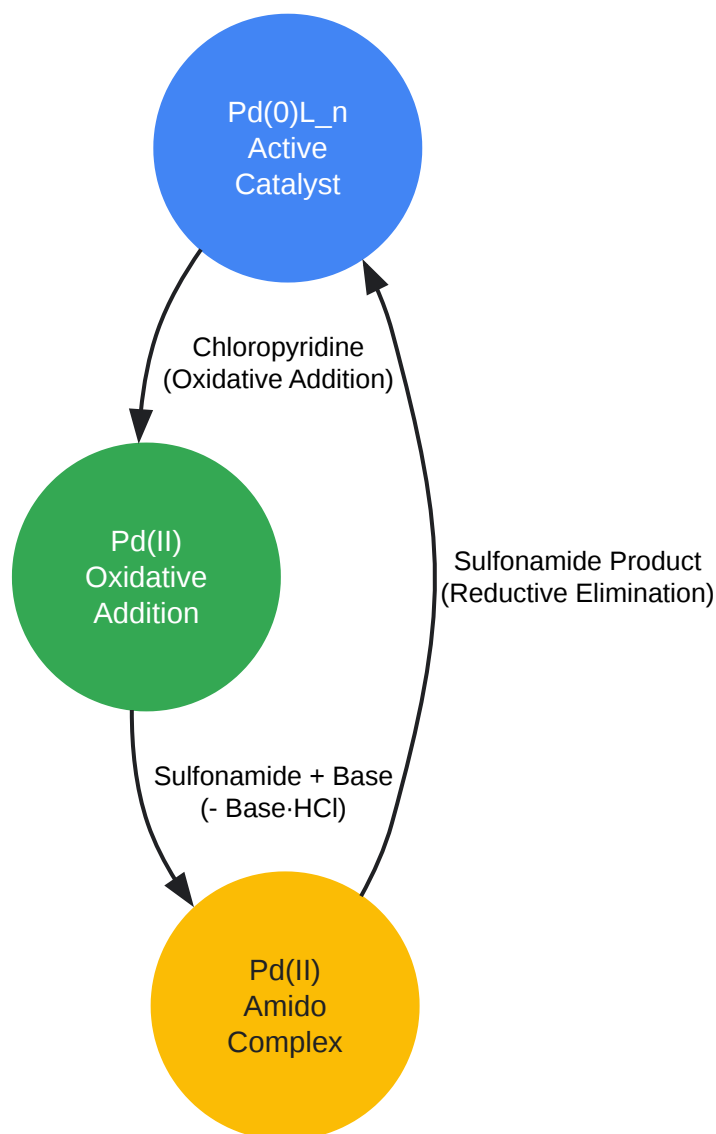 Pd(0)L_n
Active
Catalyst
Chloropyridine
(Oxidative Addition)
Pd(II)
Oxidative
Addition
Sulfonamide Product
(Reductive Elimination)
Sulfonamide + Base
(- Base·HCl)
Pd(II)
Amido
Complex